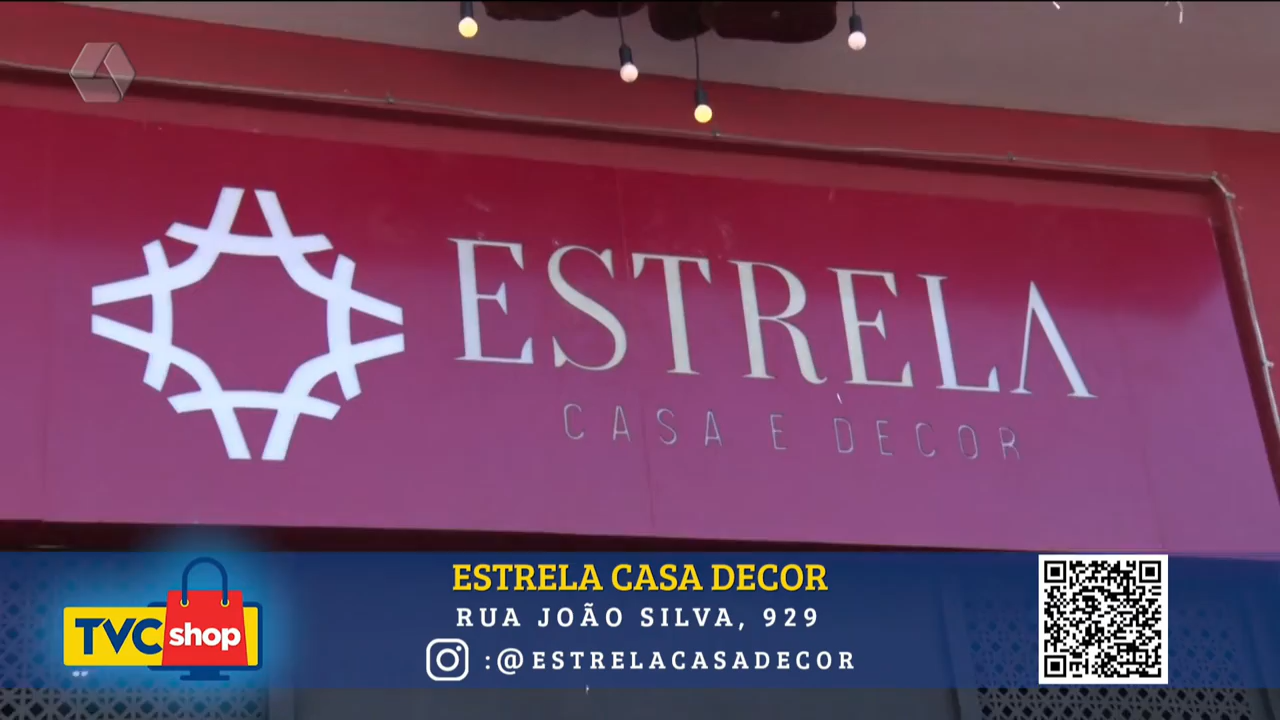 ESTRELA
CASA E DECOR
TVC shop
ESTRELA CASA DECOR
RUA JOÃO SILVA, 929
:@ESTRELACASADECOR